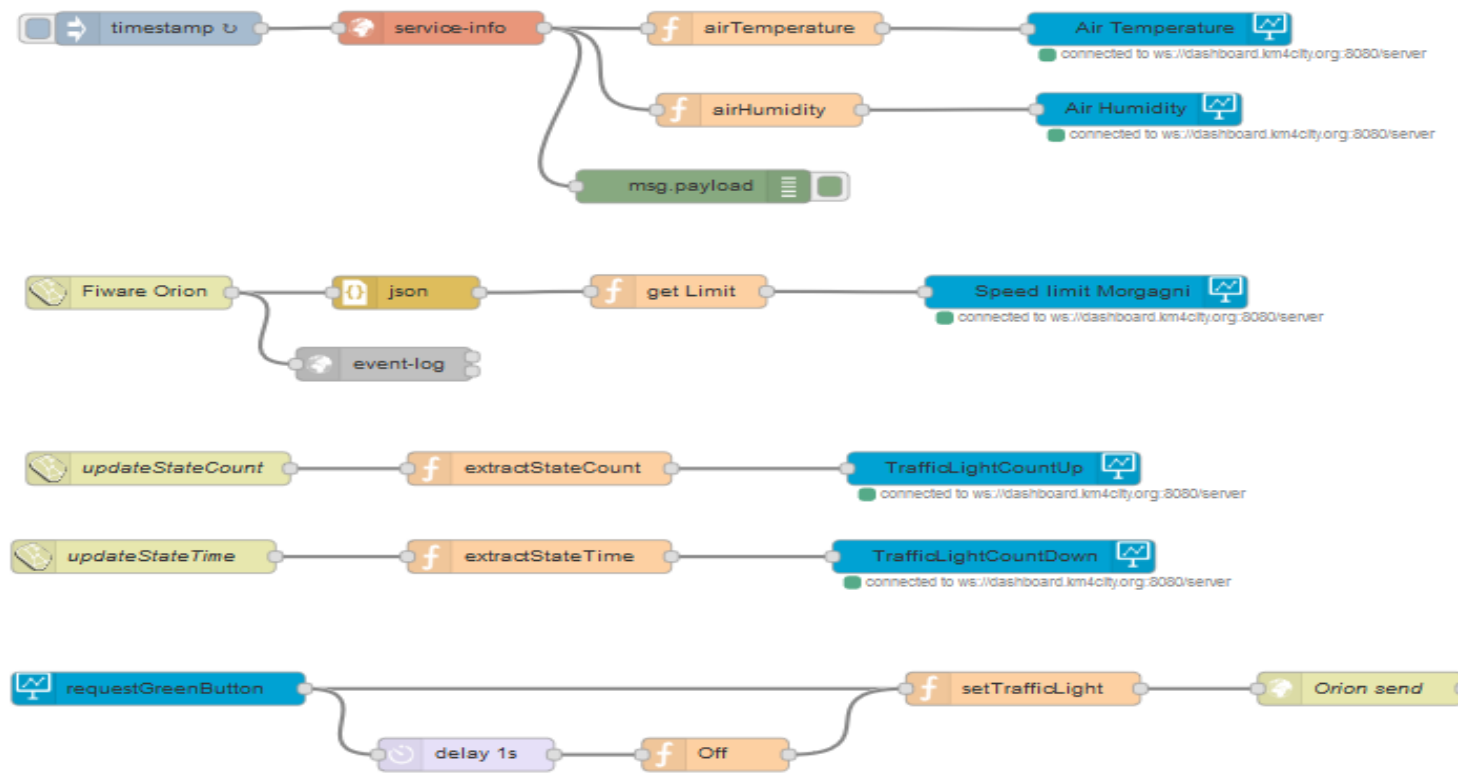 timestamp ↻ service-info airTemperature Air Temperature
connected to ws://dashboard.km4city.org:8080/server
airHumidity Air Humidity
connected to ws://dashboard.km4city.org:8080/server
msg.payload
Fiware Orion json get Limit Speed limit Morgagni
connected to ws://dashboard.km4city.org:8080/server
event-log
updateStateCount extractStateCount TrafficLightCountUp
connected to ws://dashboard.km4city.org:8080/server
updateStateTime extractStateTime TrafficLightCountDown
connected to ws://dashboard.km4city.org:8080/server
requestGreenButton setTrafficLight Orion send
delay 1s Off